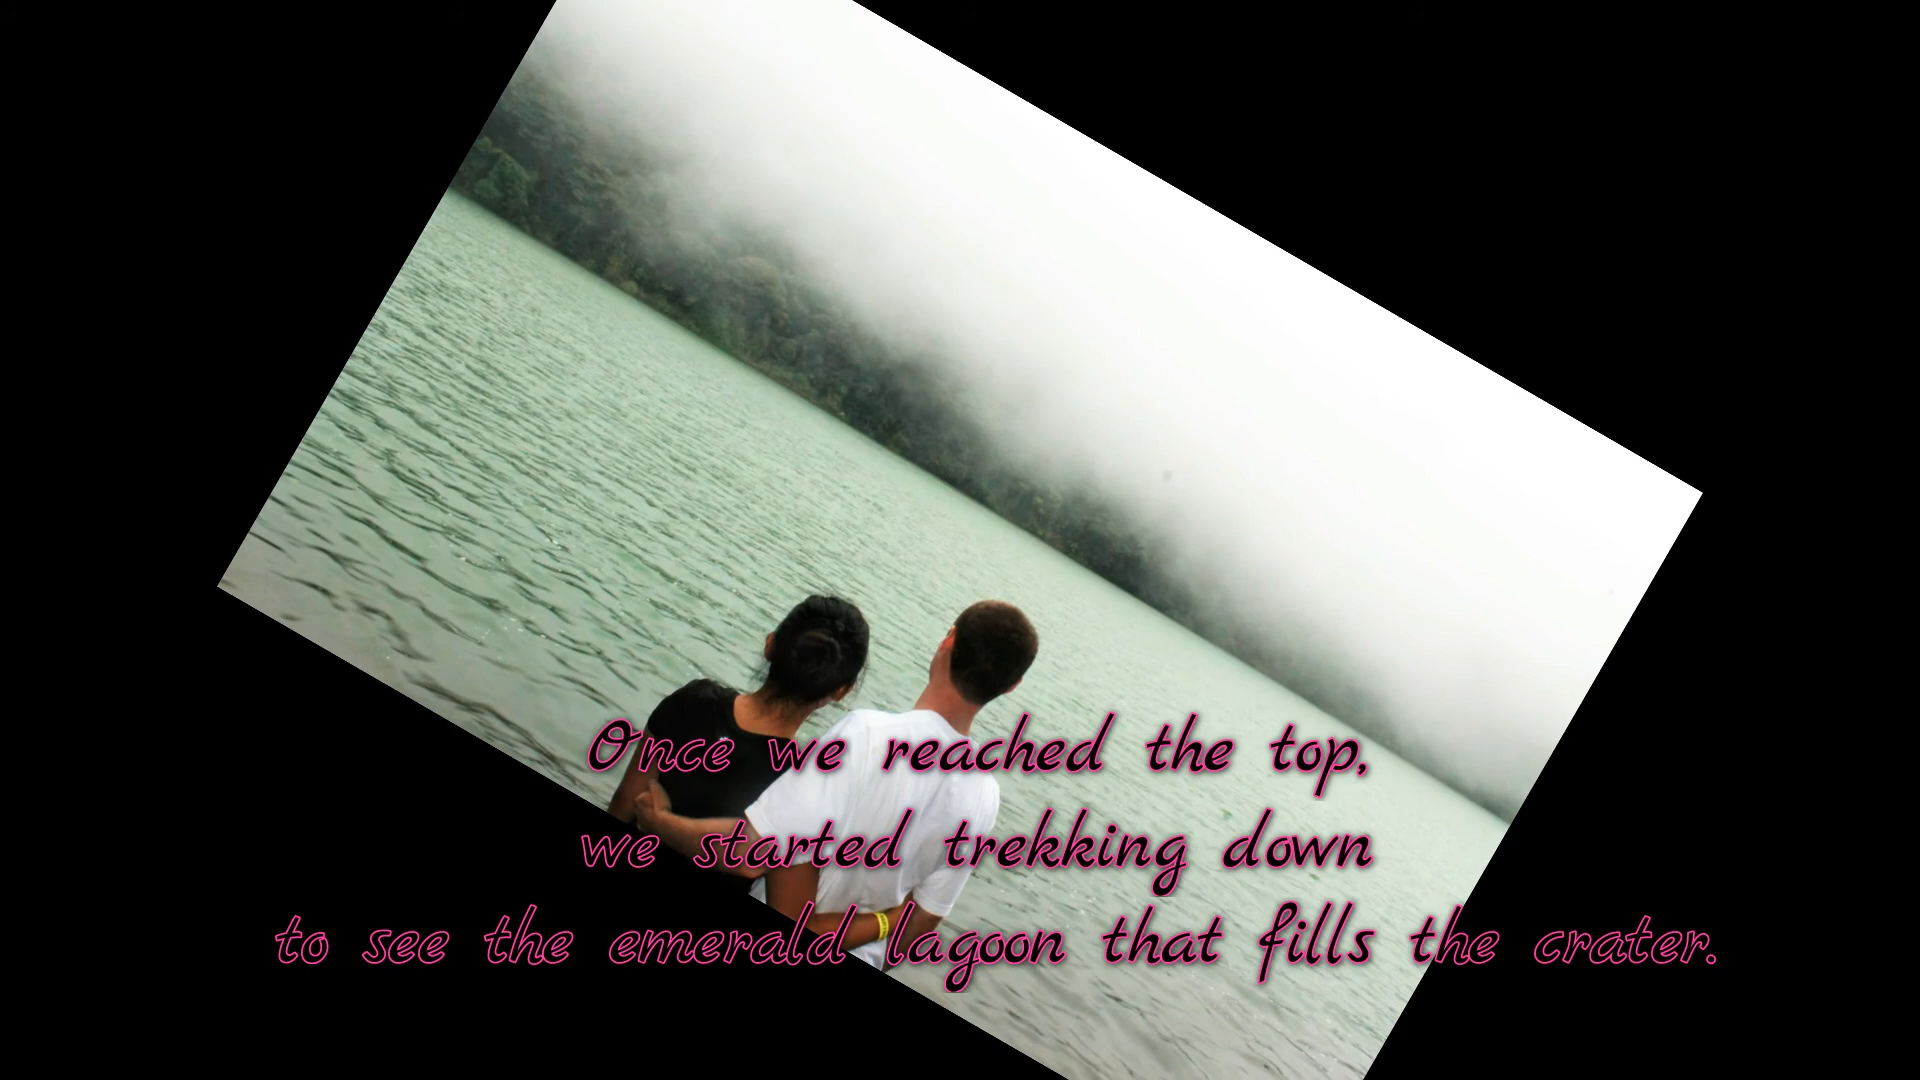 Once we reached the top,
we started trekking down
to see the emerald lagoon that fills the crater.